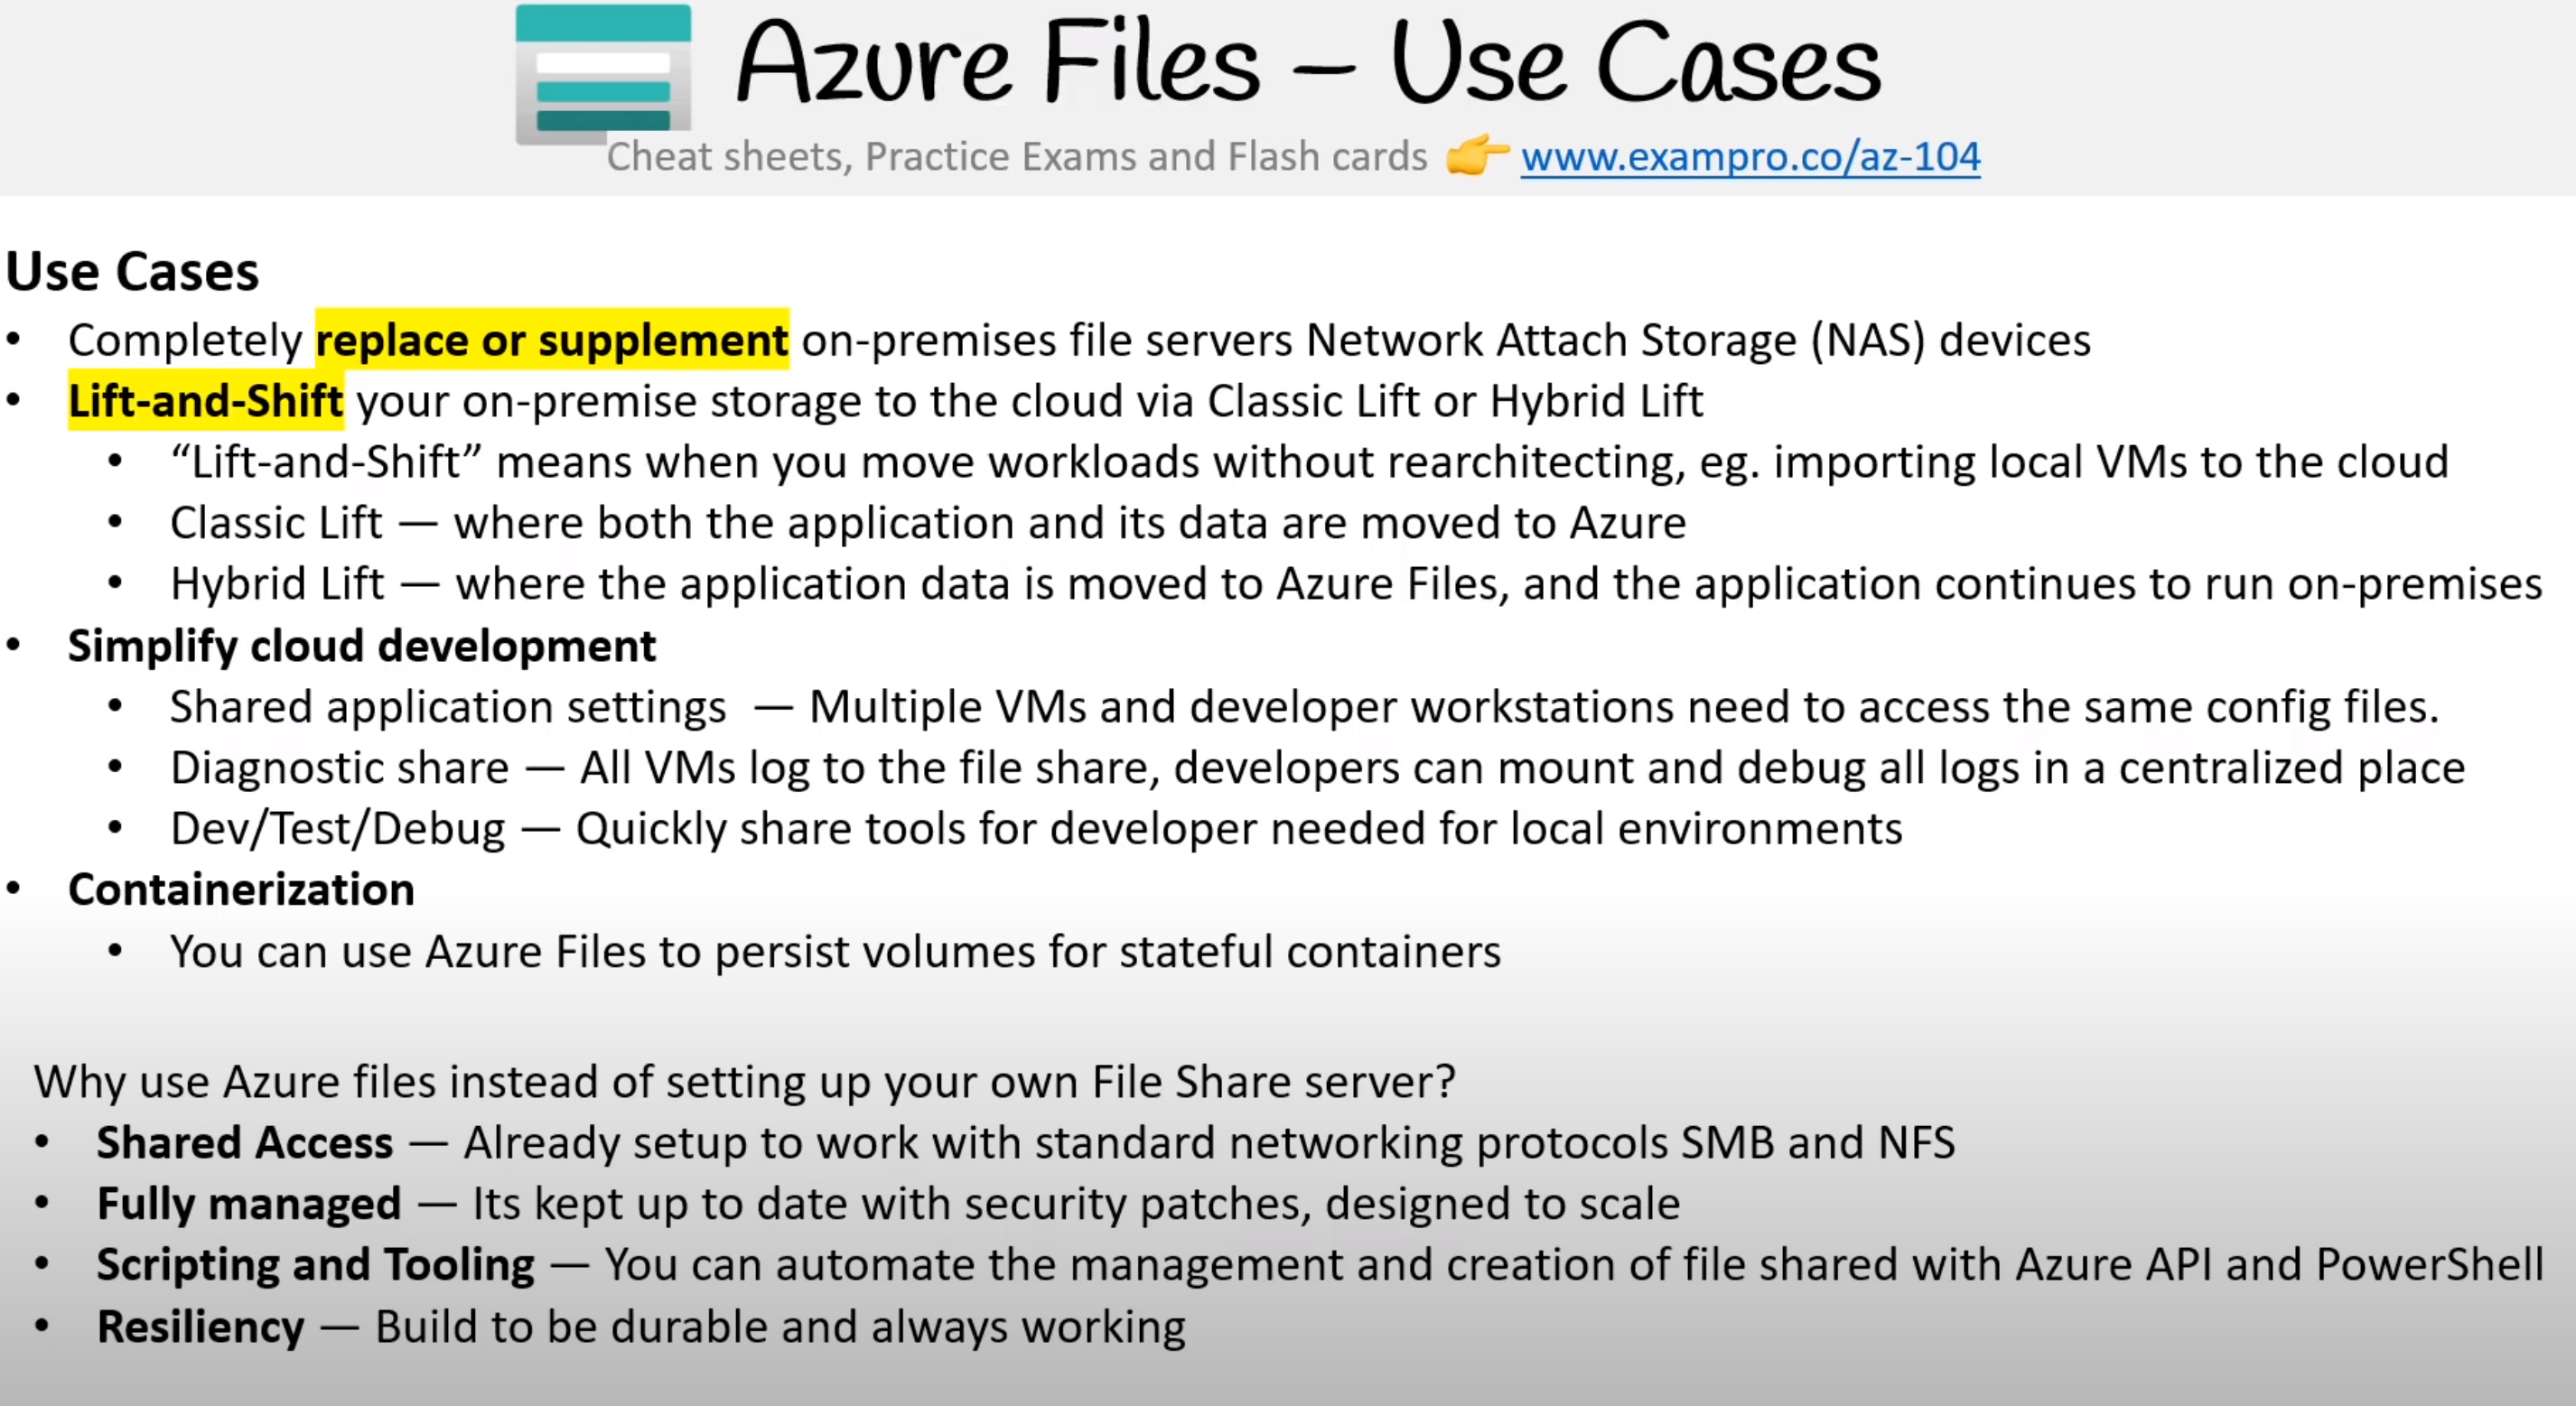 Azure Files – Use Cases
Cheat sheets, Practice Exams and Flash cards 👉 www.exampro.co/az-104
Use Cases
• Completely replace or supplement on-premises file servers Network Attach Storage (NAS) devices
• Lift-and-Shift your on-premise storage to the cloud via Classic Lift or Hybrid Lift
• “Lift-and-Shift” means when you move workloads without rearchitecting, eg. importing local VMs to the cloud
• Classic Lift — where both the application and its data are moved to Azure
• Hybrid Lift — where the application data is moved to Azure Files, and the application continues to run on-premises
• Simplify cloud development
• Shared application settings — Multiple VMs and developer workstations need to access the same config files.
• Diagnostic share — All VMs log to the file share, developers can mount and debug all logs in a centralized place
• Dev/Test/Debug — Quickly share tools for developer needed for local environments
• Containerization
• You can use Azure Files to persist volumes for stateful containers
Why use Azure files instead of setting up your own File Share server?
• Shared Access — Already setup to work with standard networking protocols SMB and NFS
• Fully managed — Its kept up to date with security patches, designed to scale
• Scripting and Tooling — You can automate the management and creation of file shared with Azure API and PowerShell
• Resiliency — Build to be durable and always working